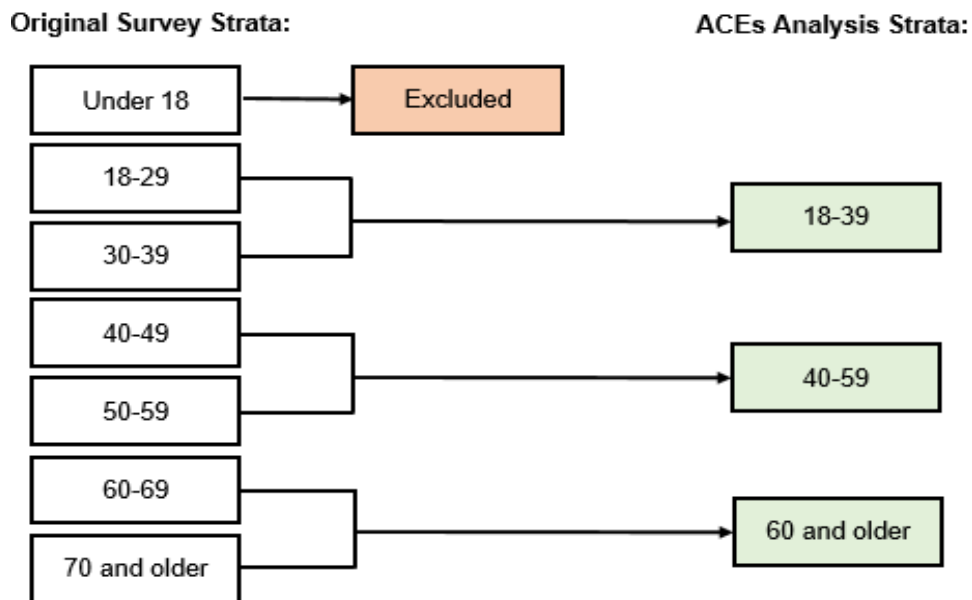 Original Survey Strata:
ACEs Analysis Strata:
Under 18
Excluded
18-29
18-39
30-39
40-49
40-59
50-59
60-69
60 and older
70 and older